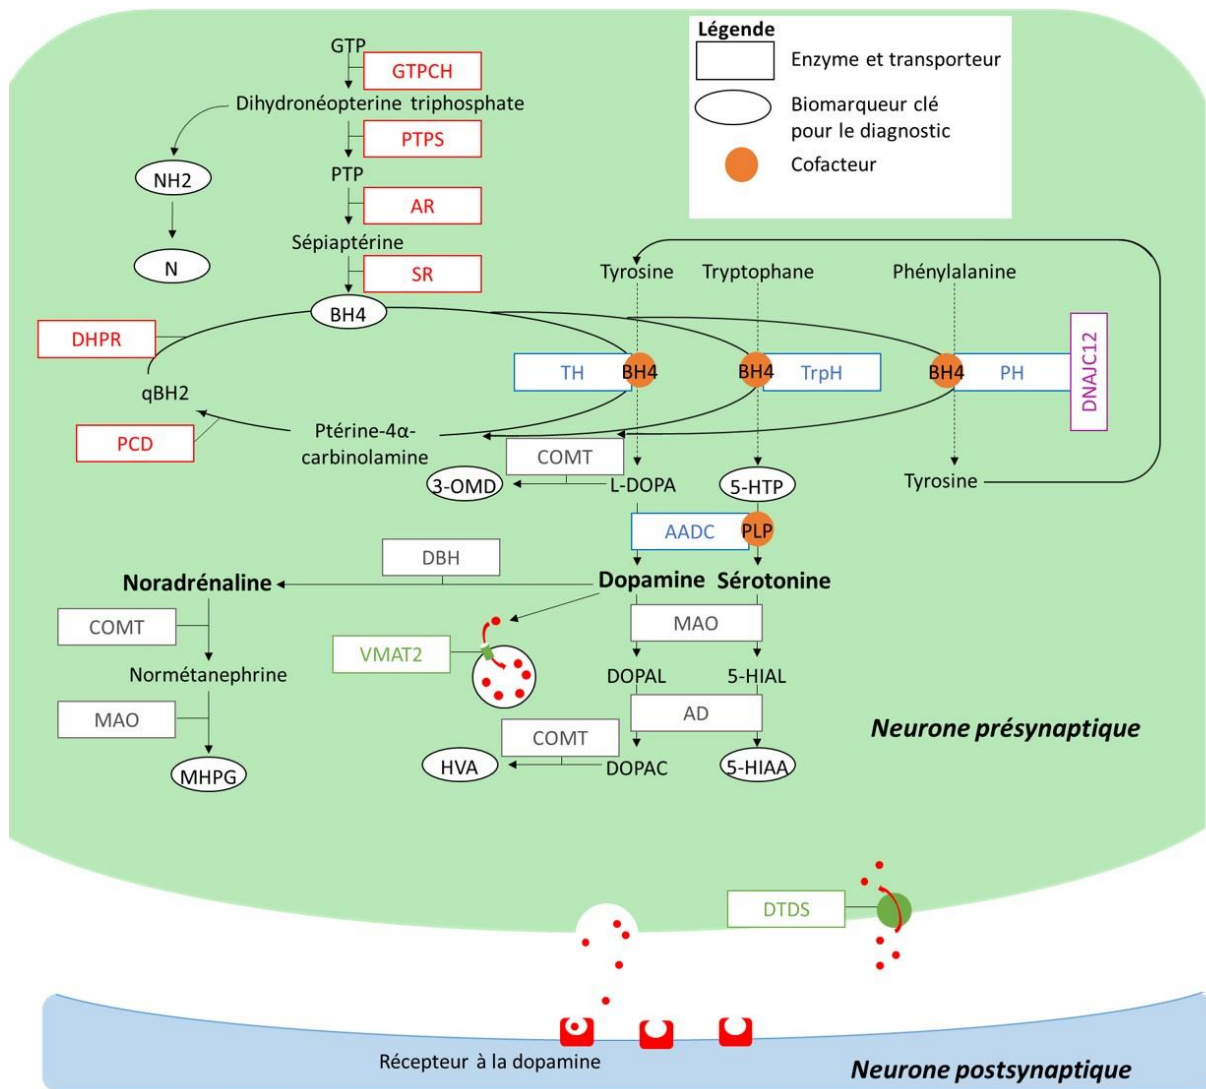 Légende
Enzyme et transporteur
Biomarqueur clé
pour le diagnostic
Cofacteur
GTP
GTPCH
Dihydronéopterine triphosphate
PTPS
NH2
PTP
AR
Sépiaptérine
N
SR
Tyrosine
Tryptophane
Phénylalanine
BH4
DHPR
TH
BH4
BH4
TrpH
BH4
PH
DNAJC12
qBH2
PCD
Ptérine-4α-
carbinolamine
COMT
3-OMD
L-DOPA
5-HTP
Tyrosine
AADC
PLP
DBH
Noradrénaline
Dopamine
Sérotonine
COMT
MAO
VMAT2
Normétanephrine
DOPAL
5-HIAL
MAO
AD
Neurone présynaptique
COMT
MHPG
HVA
DOPAC
5-HIAA
DTDS
Récepteur à la dopamine
Neurone postsynaptique